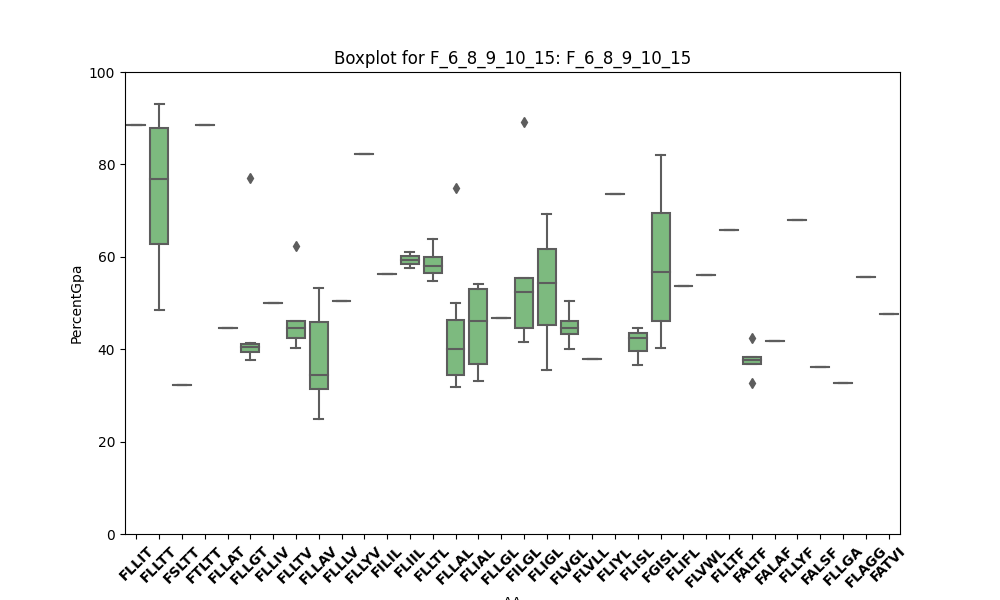 Boxplot for F_6_8_9_10_15: F_6_8_9_10_15
PercentGpa
100
80
60
40
20
0
FLLIT FLLTT FSLTT FTLTT FLLAT FLLGT FLLIV FLLTV FLLAV FLLLV FLLYV FILIL FLIIL FLLTL FLLAL FLIAL FLLGL FILGL FLIGL FLVGL FLVLL FLIYL FLISL FGISL FLIFL FLVWL FLLTF FALTF FALAF FLLYF FALSF FLLGA FLAGG FATVI